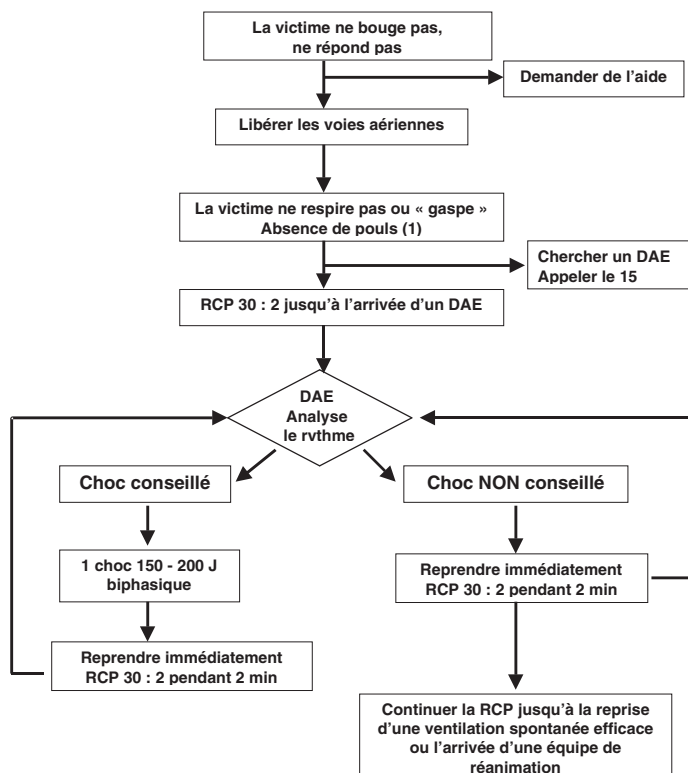 La victime ne bouge pas,
ne répond pas
Demander de l’aide
Libérer les voies aériennes
La victime ne respire pas ou « gaspe »
Absence de pouls (1)
Chercher un DAE
Appeler le 15
RCP 30 : 2 jusqu’à l’arrivée d’un DAE
DAE
Analyse
le rvthme
Choc conseillé
Choc NON conseillé
1 choc 150 - 200 J
biphasique
Reprendre immédiatement
RCP 30 : 2 pendant 2 min
Reprendre immédiatement
RCP 30 : 2 pendant 2 min
Continuer la RCP jusqu’à la reprise
d’une ventilation spontanée efficace
ou l’arrivée d’une équipe de
réanimation